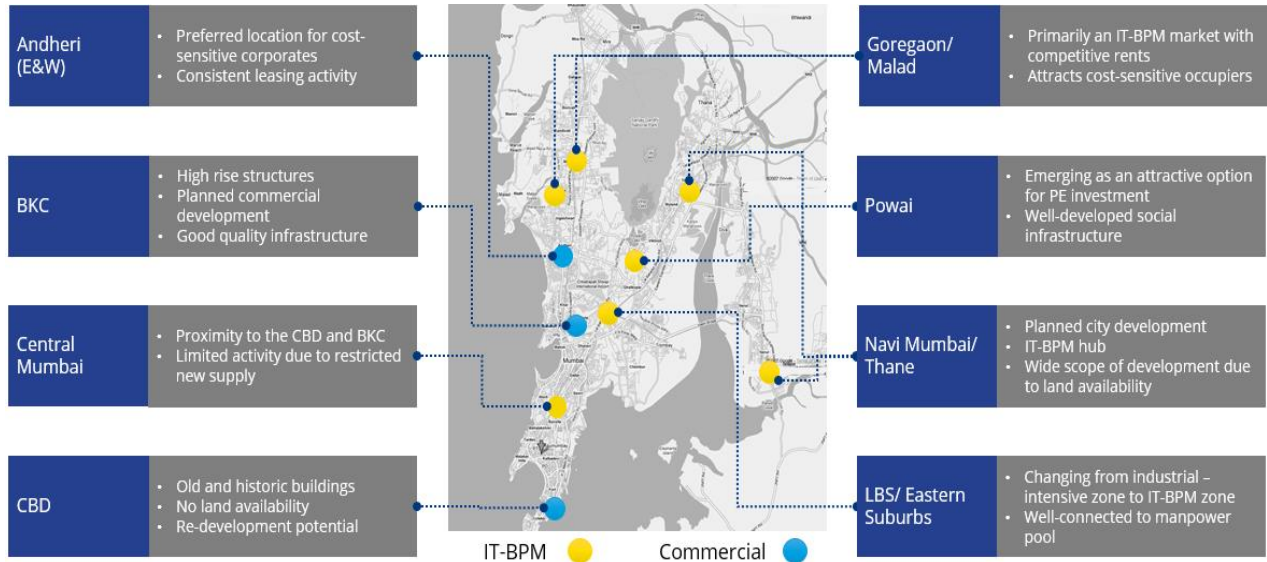 Andheri
(E&W)
• Preferred location for cost-
sensitive corporates
• Consistent leasing activity
BKC
• High rise structures
• Planned commercial
development
• Good quality infrastructure
Central
Mumbai
• Proximity to the CBD and BKC
• Limited activity due to restricted
new supply
CBD
• Old and historic buildings
• No land availability
• Re-development potential
Thana
Mumbai
IT-BPM
Commercial
Goregaon/
Malad
• Primarily an IT-BPM market with
competitive rents
• Attracts cost-sensitive occupiers
Powai
• Emerging as an attractive option
for PE investment
• Well-developed social
infrastructure
Navi Mumbai/
Thane
• Planned city development
• IT-BPM hub
• Wide scope of development due
to land availability
LBS/ Eastern
Suburbs
• Changing from industrial –
intensive zone to IT-BPM zone
• Well-connected to manpower
pool